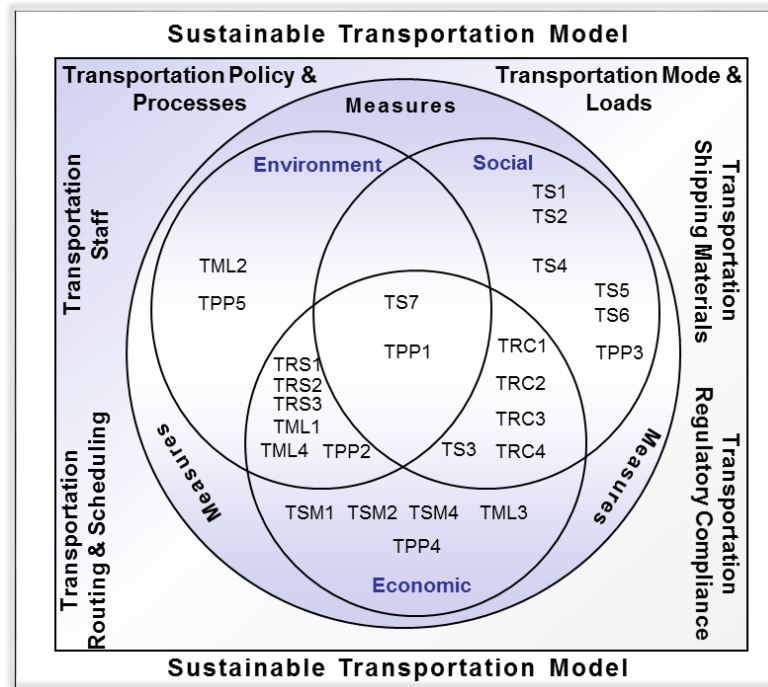 Sustainable Transportation Model
Transportation Policy &
Processes
Transportation Mode &
Loads
Measures
Environment
Social
Transportation
Staff
Transportation
Shipping Materials
TS1
TS2
TML2
TS4
TPP5
TS7
TS5
TS6
TPP1
TRC1
TPP3
TRS1
TRS2
TRC2
TRS3
TML1
TRC3
TML4
TPP2
TS3
TRC4
Transportation
Routing & Scheduling
Measures
Measures
Transportation
Regulatory Compliance
TSM1
TSM2
TSM4
TML3
TPP4
Economic
Sustainable Transportation Model